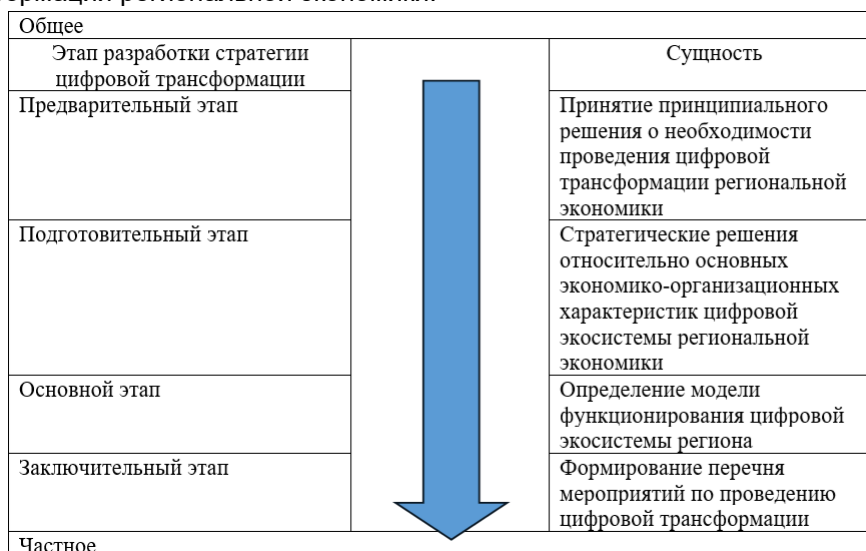 Общее
Этап разработки стратегии
цифровой трансформации
Сущность
Предварительный этап
Принятие принципиального
решения о необходимости
проведения цифровой
трансформации региональной
экономики
Подготовительный этап
Стратегические решения
относительно основных
экономико-организационных
характеристик цифровой
экосистемы региональной
экономики
Основной этап
Определение модели
функционирования цифровой
экосистемы региона
Заключительный этап
Формирование перечня
мероприятий по проведению
цифровой трансформации
Частное